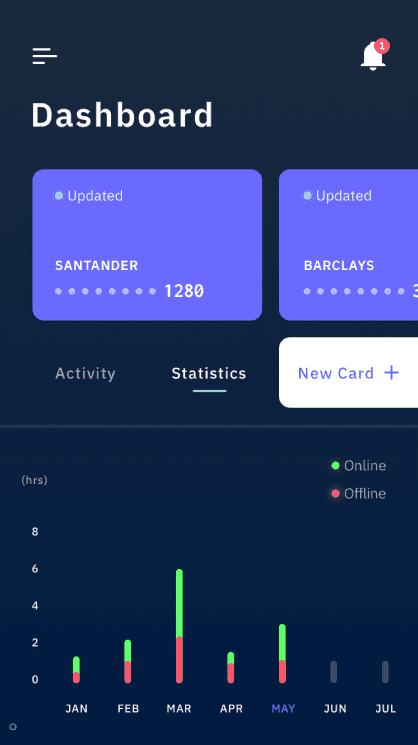 1
Dashboard
Updated
Updated
SANTANDER
BARCLAYS
1280
Activity
Statistics
New Card +
Online
(hrs)
Offline
8
6
4
2
0
JAN FEB MAR APR MAY JUN JUL